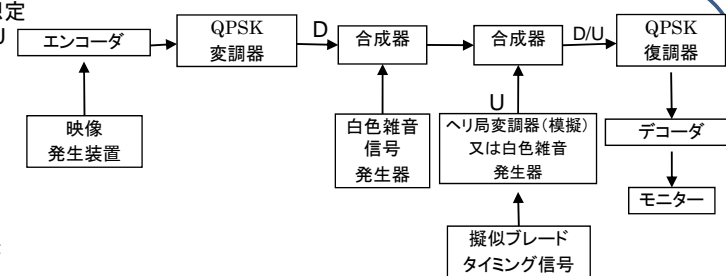 想定
U
エンコーダ
QPSK
変調器
D
合成器
合成器
D/U
QPSK
復調器
映像
発生装置
白色雑音
信号
発生器
U
ヘリ局変調器(模擬)
又は白色雑音
発生器
デコーダ
モニター
擬似ブレード
タイミング信号